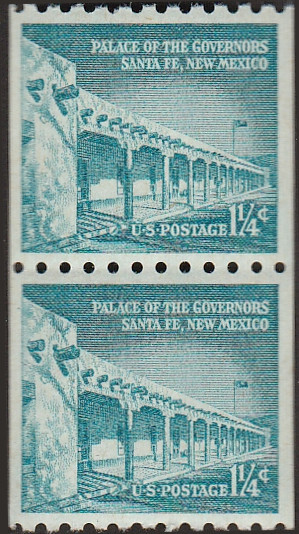 PALACE OF THE GOVERNORS
SANTA FE, NEW MEXICO
U·S·POSTAGE 1¼¢
PALACE OF THE GOVERNORS
SANTA FE, NEW MEXICO
U·S·POSTAGE 1¼¢